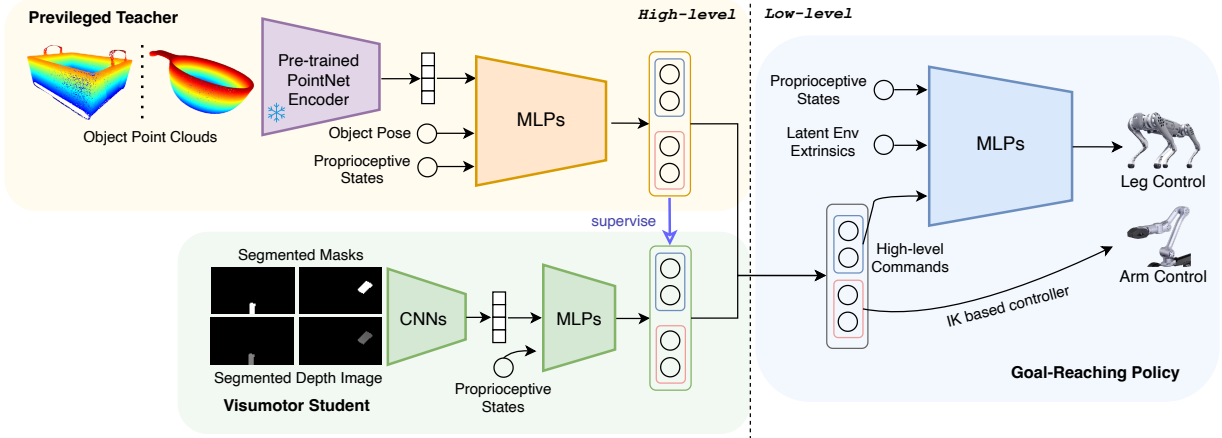 Previleged Teacher
High-level
Low-level
Pre-trained
PointNet
Encoder
Object Point Clouds
Object Pose
Proprioceptive
States
MLPs
supervise
Segmented Masks
Segmented Depth Image
Visumotor Student
CNNs
Proprioceptive
States
MLPs
Proprioceptive
States
Latent Env
Extrinsics
MLPs
High-level
Commands
IK based controller
Leg Control
Arm Control
Goal-Reaching Policy